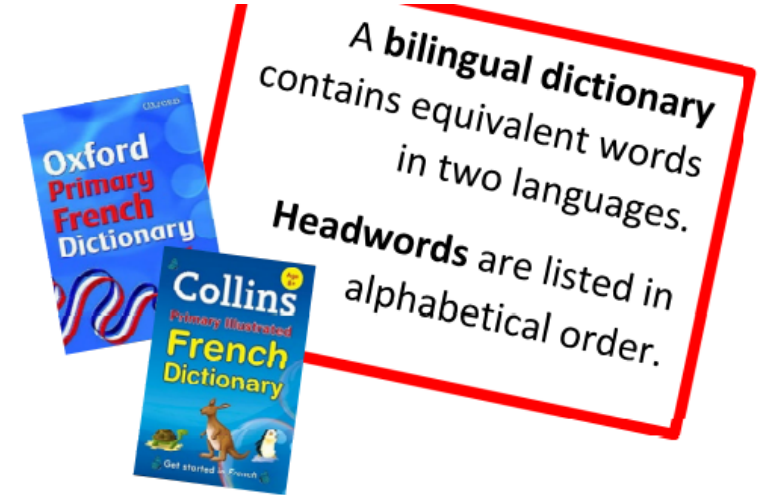 A bilingual dictionary
contains equivalent words
in two languages.
Headwords are listed in
alphabetical order.
OXFORD
Oxford
Primary
French
Dictionary
Age
8+
Collins
Primary Illustrated
French
Dictionary
Get started in French